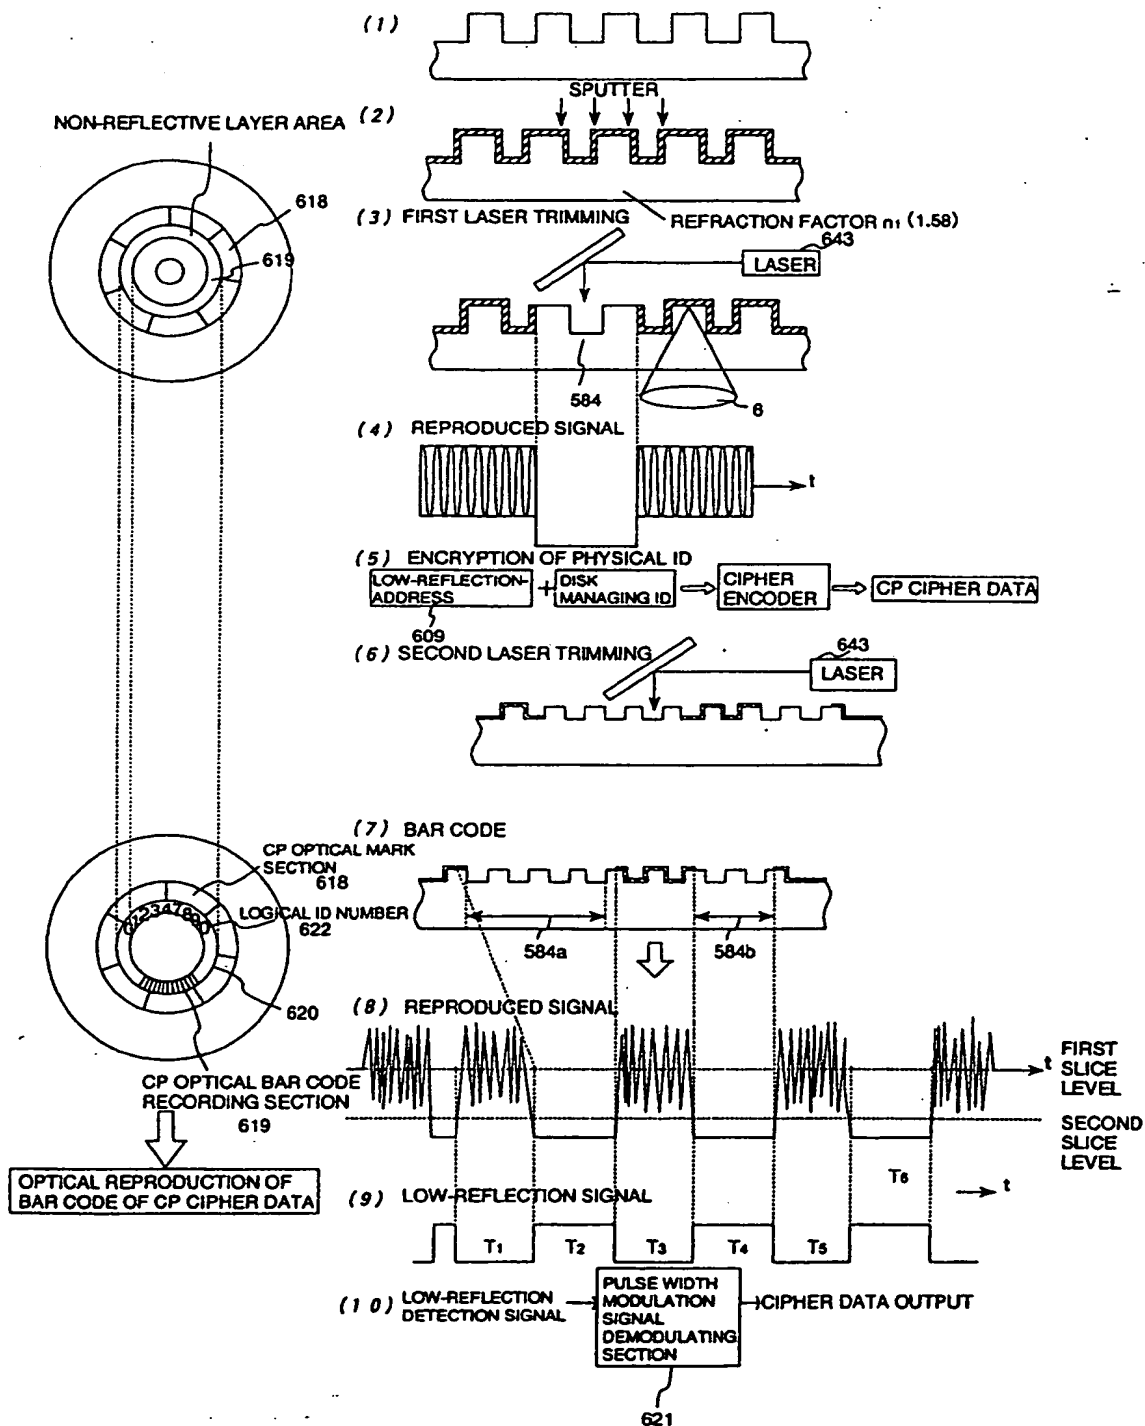 (1)
SPUTTER
(2)
NON-REFLECTIVE LAYER AREA
618
619
REFRACTION FACTOR n1 (1.58)
(3) FIRST LASER TRIMMING
643
LASER
584
6
(4) REPRODUCED SIGNAL
t
(5) ENCRYPTION OF PHYSICAL ID
LOW-REFLECTION-
ADDRESS
+
DISK
MANAGING ID
CIPHER
ENCODER
CP CIPHER DATA
609
(6) SECOND LASER TRIMMING
643
LASER
(7) BAR CODE
CP OPTICAL MARK
SECTION
618
LOGICAL ID NUMBER
622
584a
584b
620
(8) REPRODUCED SIGNAL
t
FIRST
SLICE
LEVEL
SECOND
SLICE
LEVEL
CP OPTICAL BAR CODE
RECORDING SECTION
619
OPTICAL REPRODUCTION OF
BAR CODE OF CP CIPHER DATA
(9) LOW-REFLECTION SIGNAL
t
T1
T2
T3
T4
T5
T6
(10) LOW-REFLECTION
DETECTION SIGNAL
PULSE WIDTH
MODULATION
SIGNAL
DEMODULATING
SECTION
CIPHER DATA OUTPUT
621